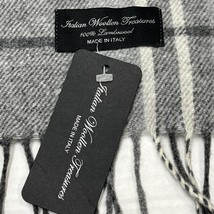 Italian Woollen Treasures
100% Lambswool
MADE IN ITALY
Italian
Woollen
Treasures
MADE IN ITALY